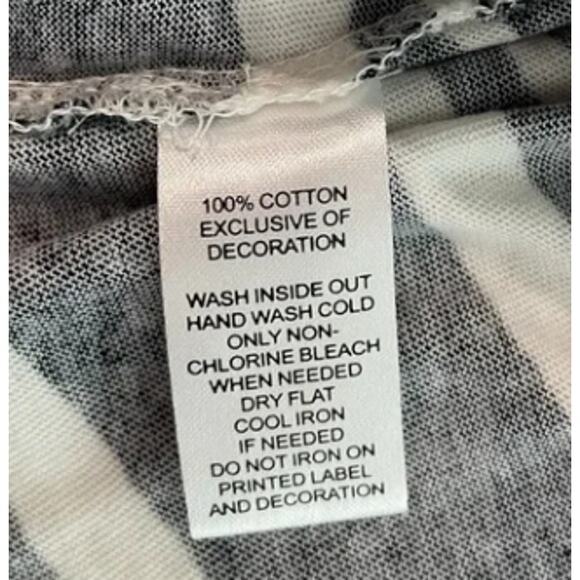 100% COTTON
EXCLUSIVE OF
DECORATION
WASH INSIDE OUT
HAND WASH COLD
ONLY NON-
CHLORINE BLEACH
WHEN NEEDED
DRY FLAT
COOL IRON
IF NEEDED
DO NOT IRON ON
PRINTED LABEL
AND DECORATION